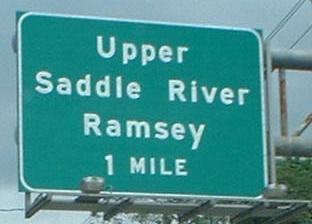 Upper
Saddle River
Ramsey
1 MILE